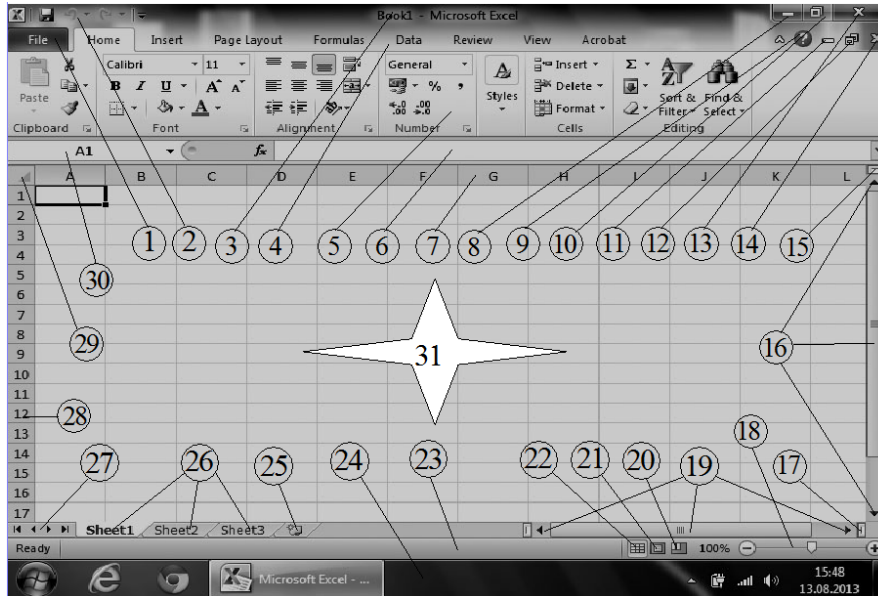 Book1 - Microsoft Excel
File Home Insert Page Layout Formulas Data Review View Acrobat
Calibri 11 General Insert Σ
B I U A A % , Delete
Paste A Styles Format Sort & Filter Find & Select
Clipboard Font Alignment Number Cells Editing
A1 fx
A B C D E F G H I J K L
1
2
3
1 2 3 4 5 6 7 8 9 10 11 12 13 14 15
4
5
30
6
7
8
29 31 16
9
10
11
12
28
13
18
14
27 26 25 24 23 22 21 20 19 17
15
16
17
Sheet1 Sheet2 Sheet3
Ready 100%
Microsoft Excel - ... 15:48
13.08.2013